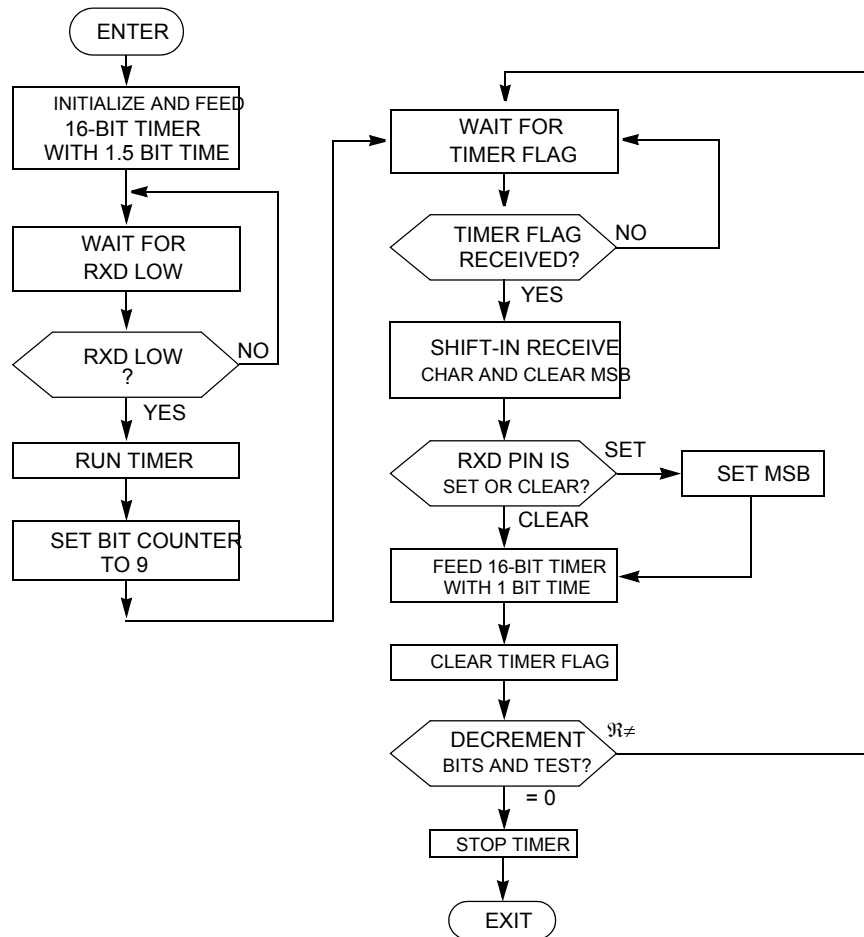 ENTER
INITIALIZE AND FEED
16-BIT TIMER
WITH 1.5 BIT TIME
WAIT FOR
RXD LOW
RXD LOW
?
NO
YES
RUN TIMER
SET BIT COUNTER
TO 9
WAIT FOR
TIMER FLAG
TIMER FLAG
RECEIVED?
NO
YES
SHIFT-IN RECEIVE
CHAR AND CLEAR MSB
RXD PIN IS
SET OR CLEAR?
SET
SET MSB
CLEAR
FEED 16-BIT TIMER
WITH 1 BIT TIME
CLEAR TIMER FLAG
DECREMENT
BITS AND TEST?
ℜ≠
= 0
STOP TIMER
EXIT